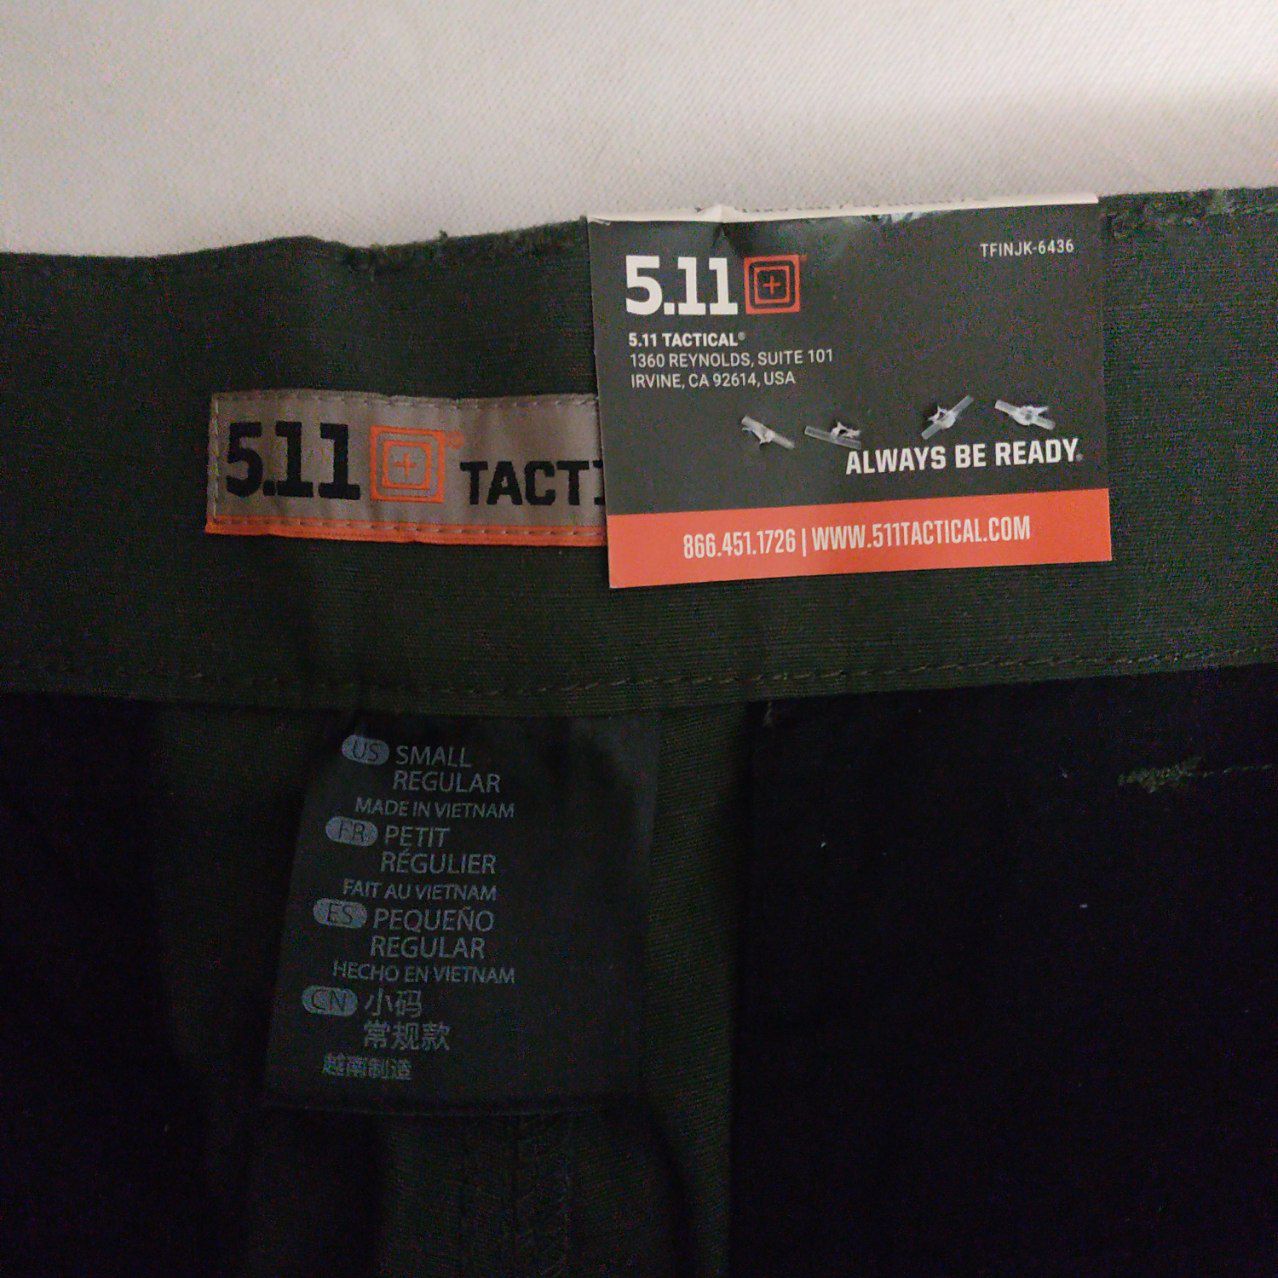 5.11®
TFINJK-6436
5.11 TACTICAL®
1360 REYNOLDS, SUITE 101
IRVINE, CA 92614, USA
ALWAYS BE READY®
866.451.1726 | WWW.511TACTICAL.COM
5.11® TACTI
US SMALL
REGULAR
MADE IN VIETNAM
FR PETIT
RÉGULIER
FAIT AU VIETNAM
ES PEQUEÑO
REGULAR
HECHO EN VIETNAM
CN 小码
常规款
越南制造